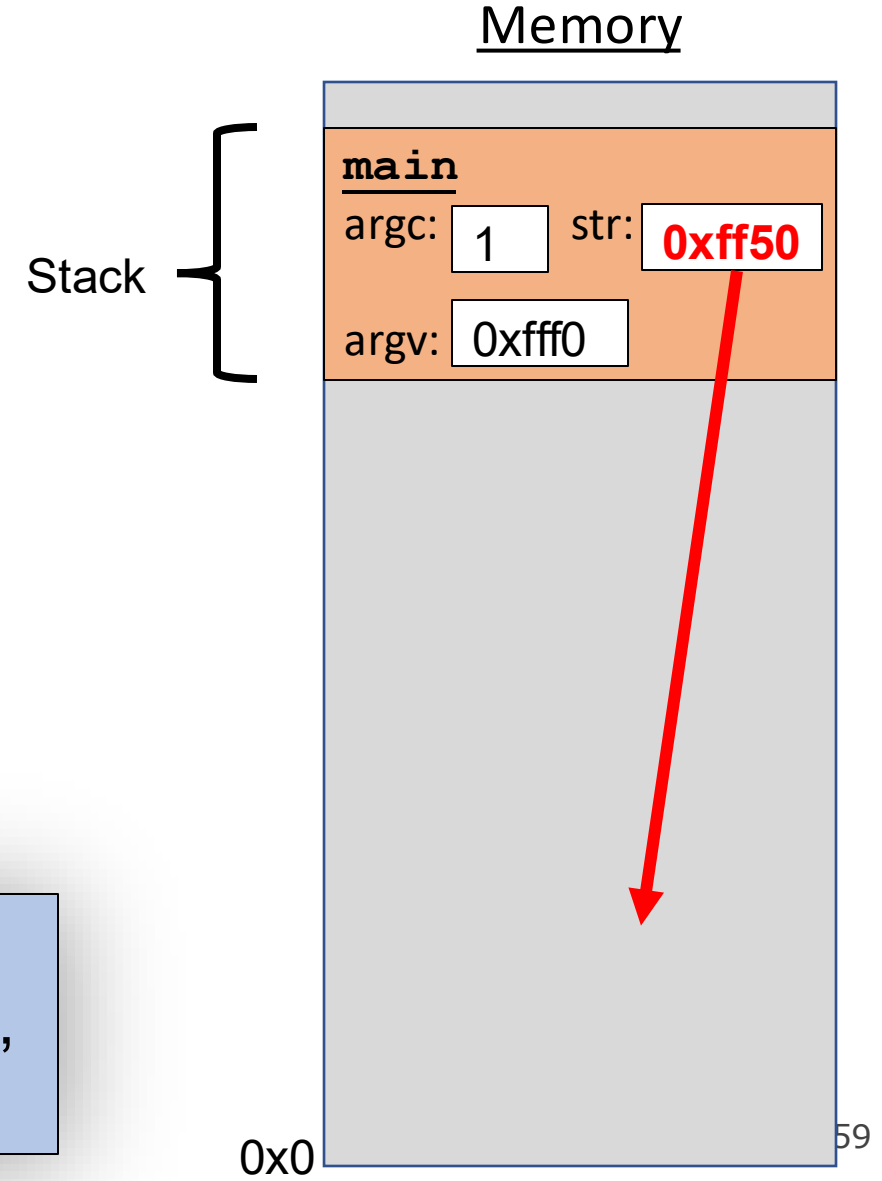 Memory
main
argc: 1 str: 0xff50
Stack
argv: 0xfff0
,
0x0
59